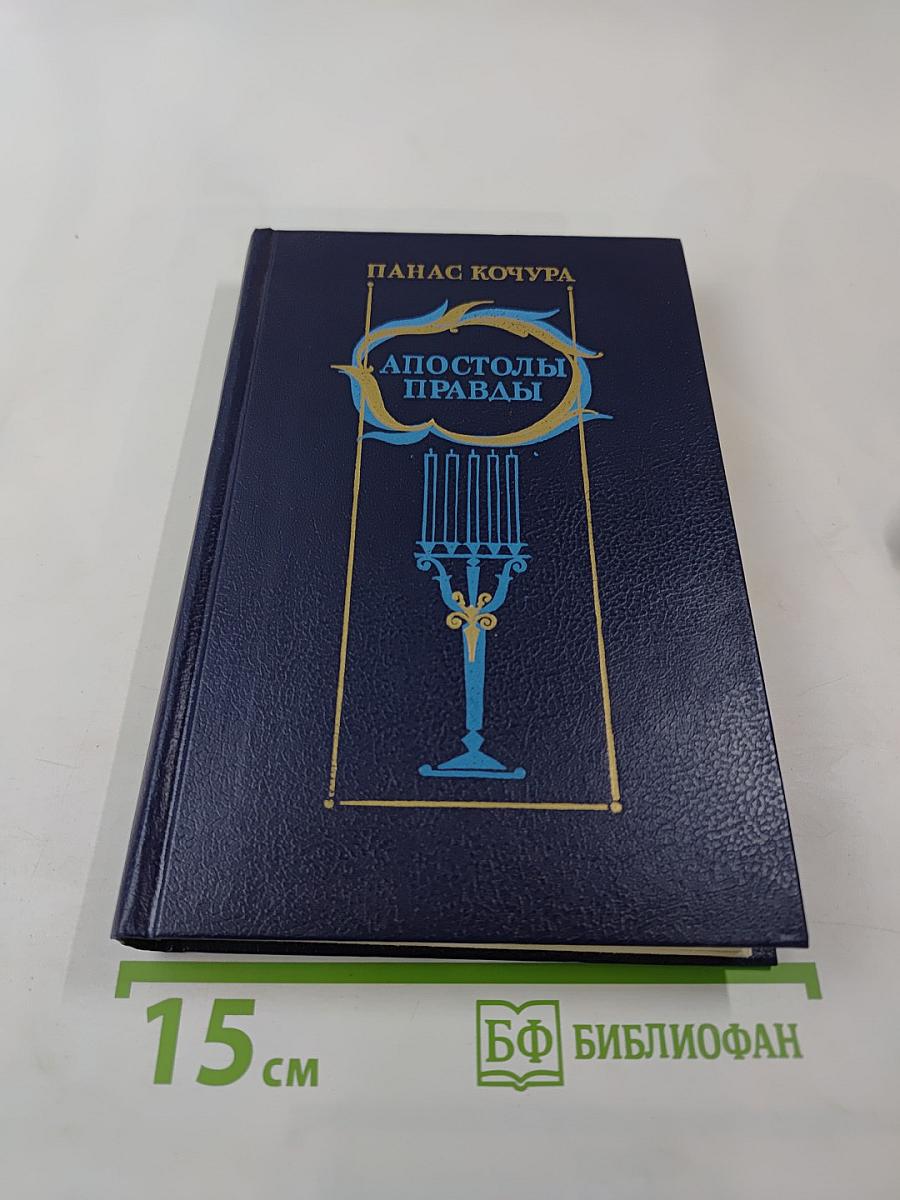 ПАНАС КОЧУРА
АПОСТОЛЫ
ПРАВДЫ
15 см
БФ БИБЛИОФАН